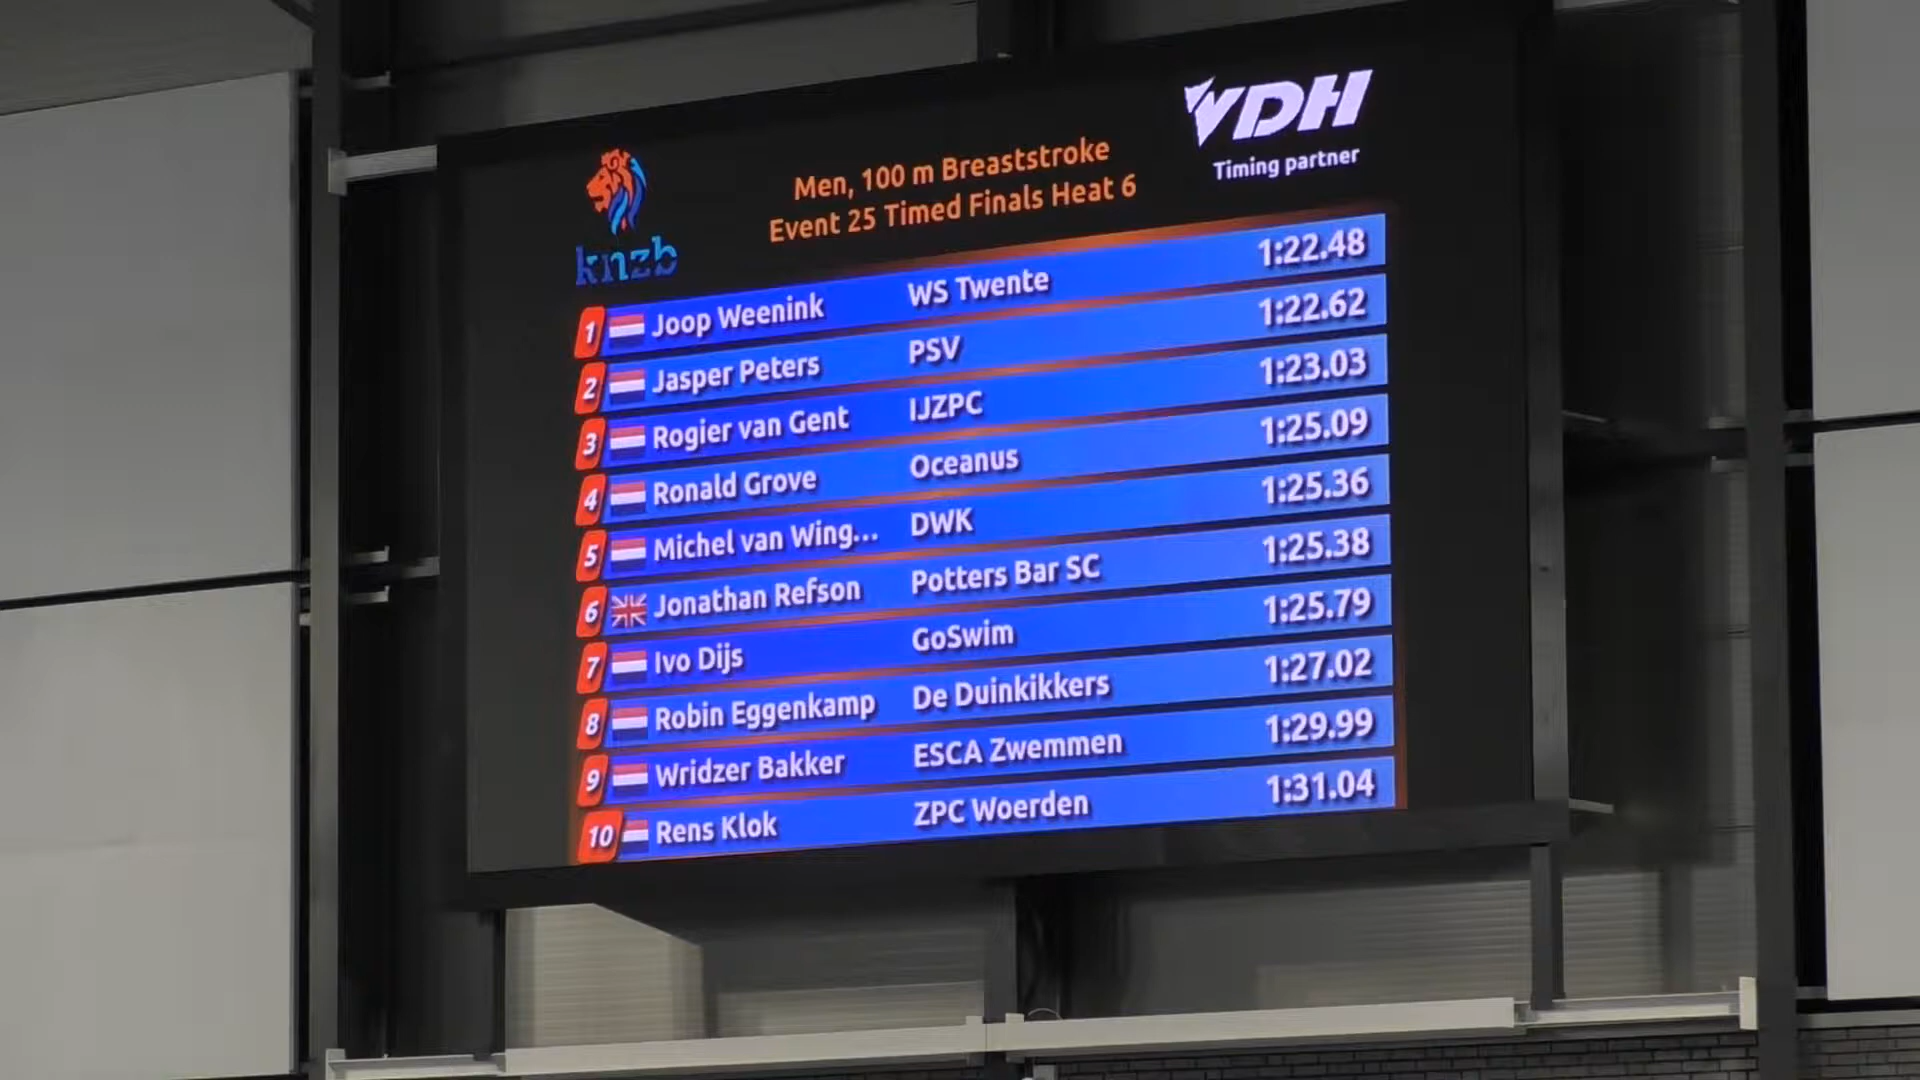 knzb
Men, 100 m Breaststroke
Event 25 Timed Finals Heat 6
VDH
Timing partner
1 Joop Weenink WS Twente 1:22.48
2 Jasper Peters PSV 1:22.62
3 Rogier van Gent IJZPC 1:23.03
4 Ronald Grove Oceanus 1:25.09
5 Michel van Wing... DWK 1:25.36
6 Jonathan Refson Potters Bar SC 1:25.38
7 Ivo Dijs GoSwim 1:25.79
8 Robin Eggenkamp De Duinkikkers 1:27.02
9 Wridzer Bakker ESCA Zwemmen 1:29.99
10 Rens Klok ZPC Woerden 1:31.04